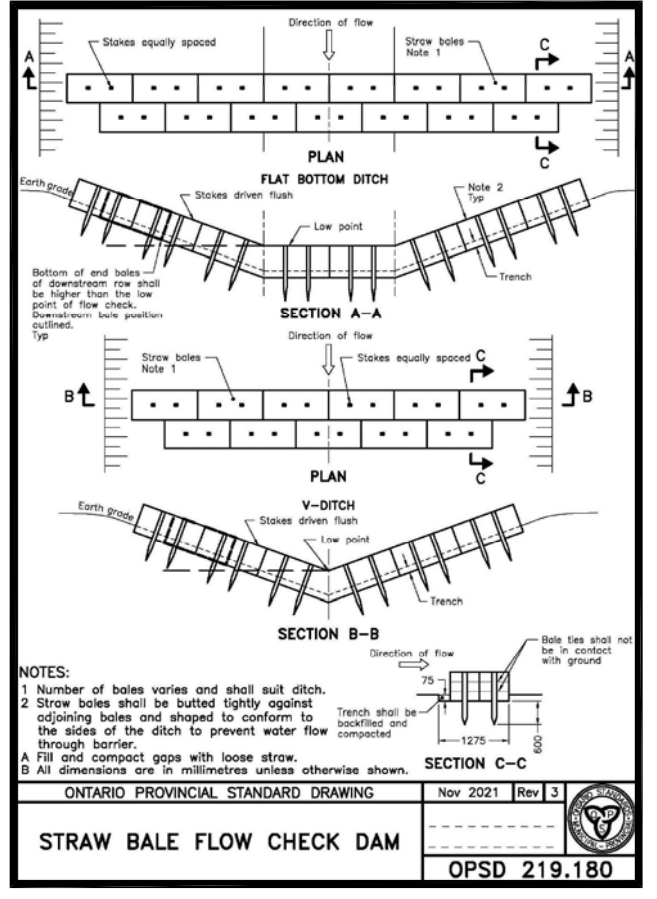 Direction of flow
Stakes equally spaced
Straw bales
Note 1
C
A
A
C
PLAN
FLAT BOTTOM DITCH
Earth grade
Stakes driven flush
Note 2
Typ
Low point
Trench
Bottom of end bales
of downstream row shall
be higher than the low
point of flow check.
Downstream bale position
outlined.
Typ
SECTION A-A
Direction of flow
Straw bales
Note 1
Stakes equally spaced
C
B
B
C
PLAN
V-DITCH
Earth grade
Stakes driven flush
Low point
Trench
SECTION B-B
Direction of flow
Bale ties shall not
be in contact
with ground
75
Trench shall be
backfilled and
compacted
1275
600
SECTION C-C
NOTES:
1 Number of bales varies and shall suit ditch.
2 Straw bales shall be butted tightly against
adjoining bales and shaped to conform to
the sides of the ditch to prevent water flow
through barrier.
A Fill and compact gaps with loose straw.
B All dimensions are in millimetres unless otherwise shown.
ONTARIO PROVINCIAL STANDARD DRAWING
Nov 2021
Rev
3
STRAW BALE FLOW CHECK DAM
OPSD 219.180
ONTARIO STANDARDS
MUNICIPAL - PROVINCIAL
O P S